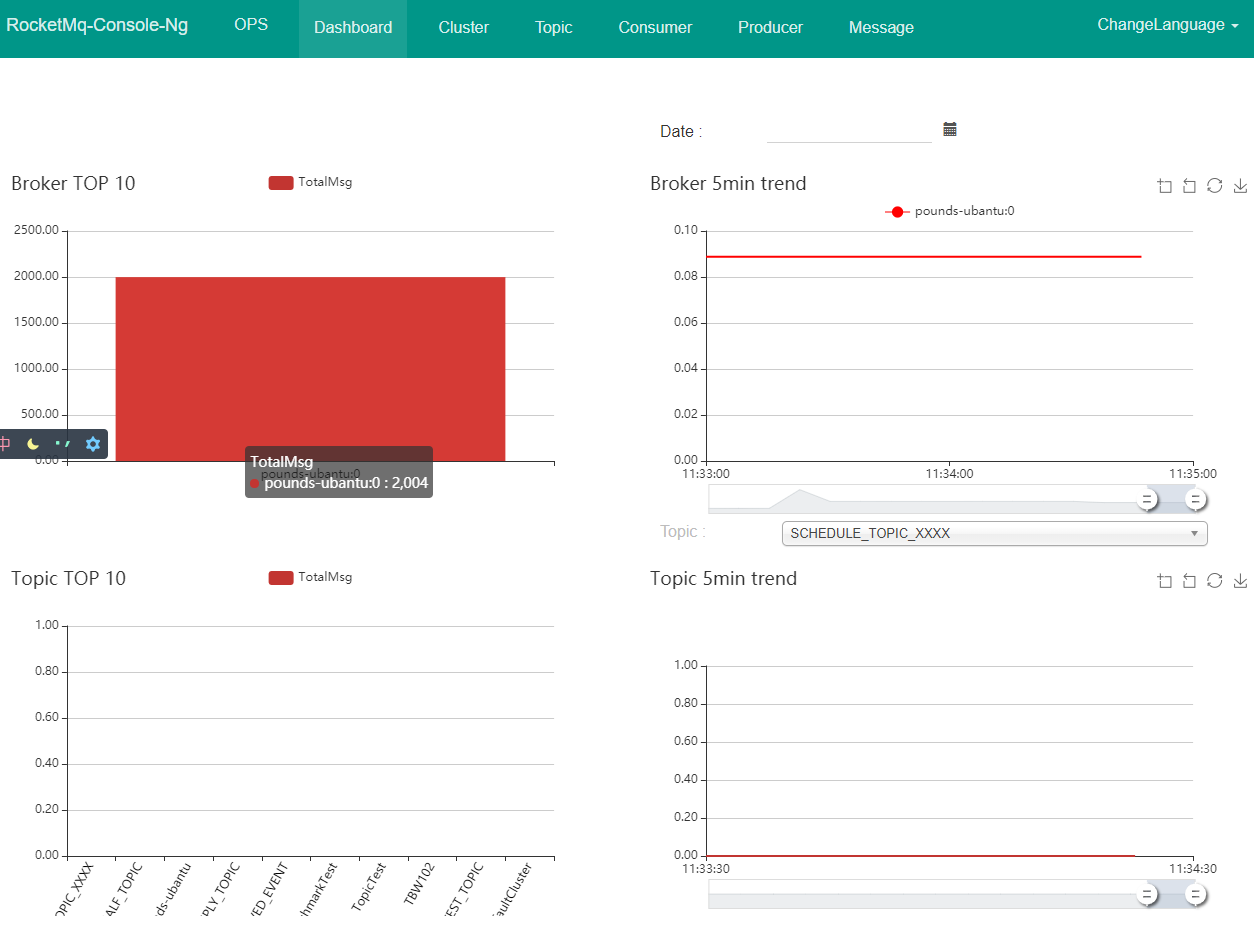 RocketMq-Console-Ng OPS Dashboard Cluster Topic Consumer Producer Message ChangeLanguage
Date :
Broker TOP 10
TotalMsg
2500.00
2000.00
1500.00
1000.00
500.00
0.00
中
pounds-ubantu:0
TotalMsg
pounds-ubantu:0 : 2,004
Broker 5min trend
pounds-ubantu:0
0.10
0.08
0.06
0.04
0.02
0.00
11:33:00 11:34:00 11:35:00
Topic :
SCHEDULE_TOPIC_XXXX
Topic TOP 10
TotalMsg
1.00
0.80
0.60
0.40
0.20
0.00
OPIC_XXXX
ALF_TOPIC
ds-ubantu
PLY_TOPIC
VED_EVENT
hmarkTest
TopicTest
TBW102
EST_TOPIC
aultCluster
Topic 5min trend
1.00
0.80
0.60
0.40
0.20
0.00
11:33:30 11:34:30